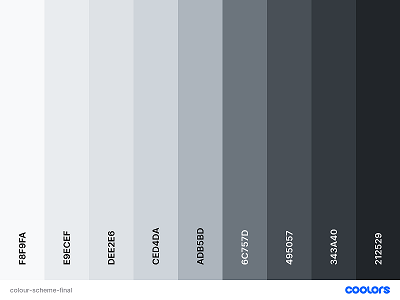 F8F9FA
E9ECEF
DEE2E6
CED4DA
ADB5BD
6C757D
495057
343A40
212529
colour-scheme-final
coolors